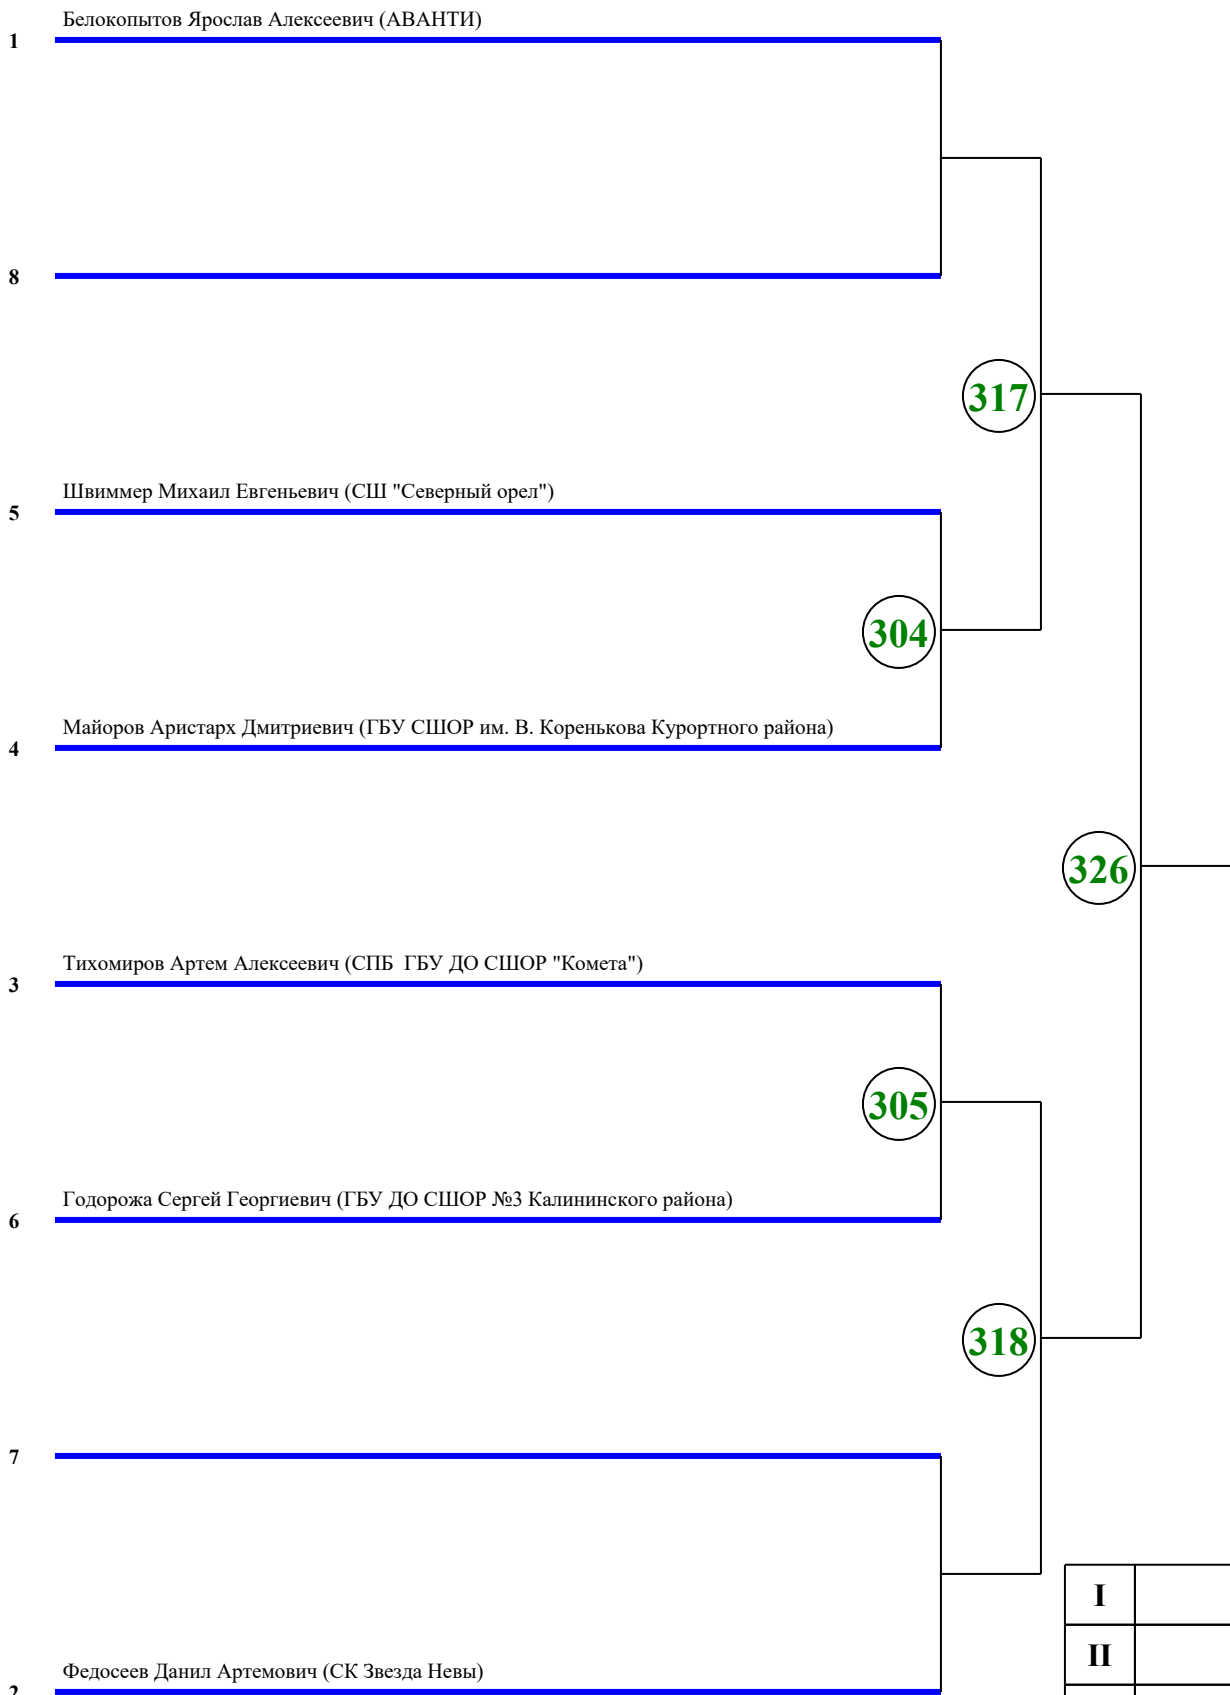 Белокопытов Ярослав Алексеевич (АВАНТИ)
1
8
317
Швиммер Михаил Евгеньевич (СШ "Северный орел")
5
304
Майоров Аристарх Дмитриевич (ГБУ СШОР им. В. Коренькова Курортного района)
4
326
Тихомиров Артем Алексеевич (СПБ  ГБУ ДО СШОР "Комета")
3
305
Годорожа Сергей Георгиевич (ГБУ ДО СШОР №3 Калининского района)
6
318
7
I
II
Федосеев Данил Артемович (СК Звезда Невы)
2